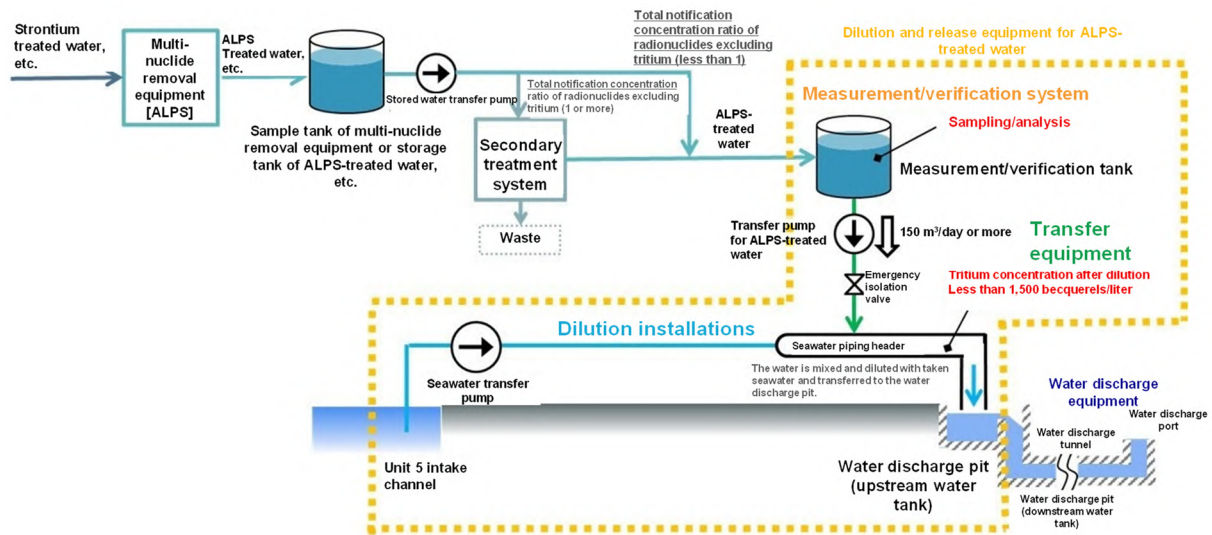 Strontium
treated water,
etc.
Multi-
nuclide
removal
equipment
[ALPS]
ALPS
Treated water,
etc.
Stored water transfer pump
Sample tank of multi-nuclide
removal equipment or storage
tank of ALPS-treated water,
etc.
Total notification concentration
ratio of radionuclides excluding
tritium (1 or more)
Total notification
concentration ratio of
radionuclides excluding
tritium (less than 1)
Secondary
treatment
system
Waste
ALPS-
treated
water
Dilution and release equipment for ALPS-
treated water
Measurement/verification system
Sampling/analysis
Measurement/verification tank
Transfer pump
for ALPS-treated
water
150 m³/day or more
Transfer
equipment
Emergency
isolation
valve
Tritium concentration after dilution
Less than 1,500 becquerels/liter
Dilution installations
Seawater transfer
pump
Seawater piping header
The water is mixed and diluted with taken
seawater and transferred to the water
discharge pit.
Unit 5 intake
channel
Water discharge pit
(upstream water
tank)
Water discharge
equipment
Water discharge
port
Water discharge
tunnel
Water discharge pit
(downstream water
tank)